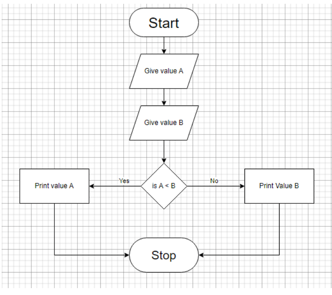 Start
Give value A
Give value B
is A < B
Yes
No
Print value A
Print Value B
Stop